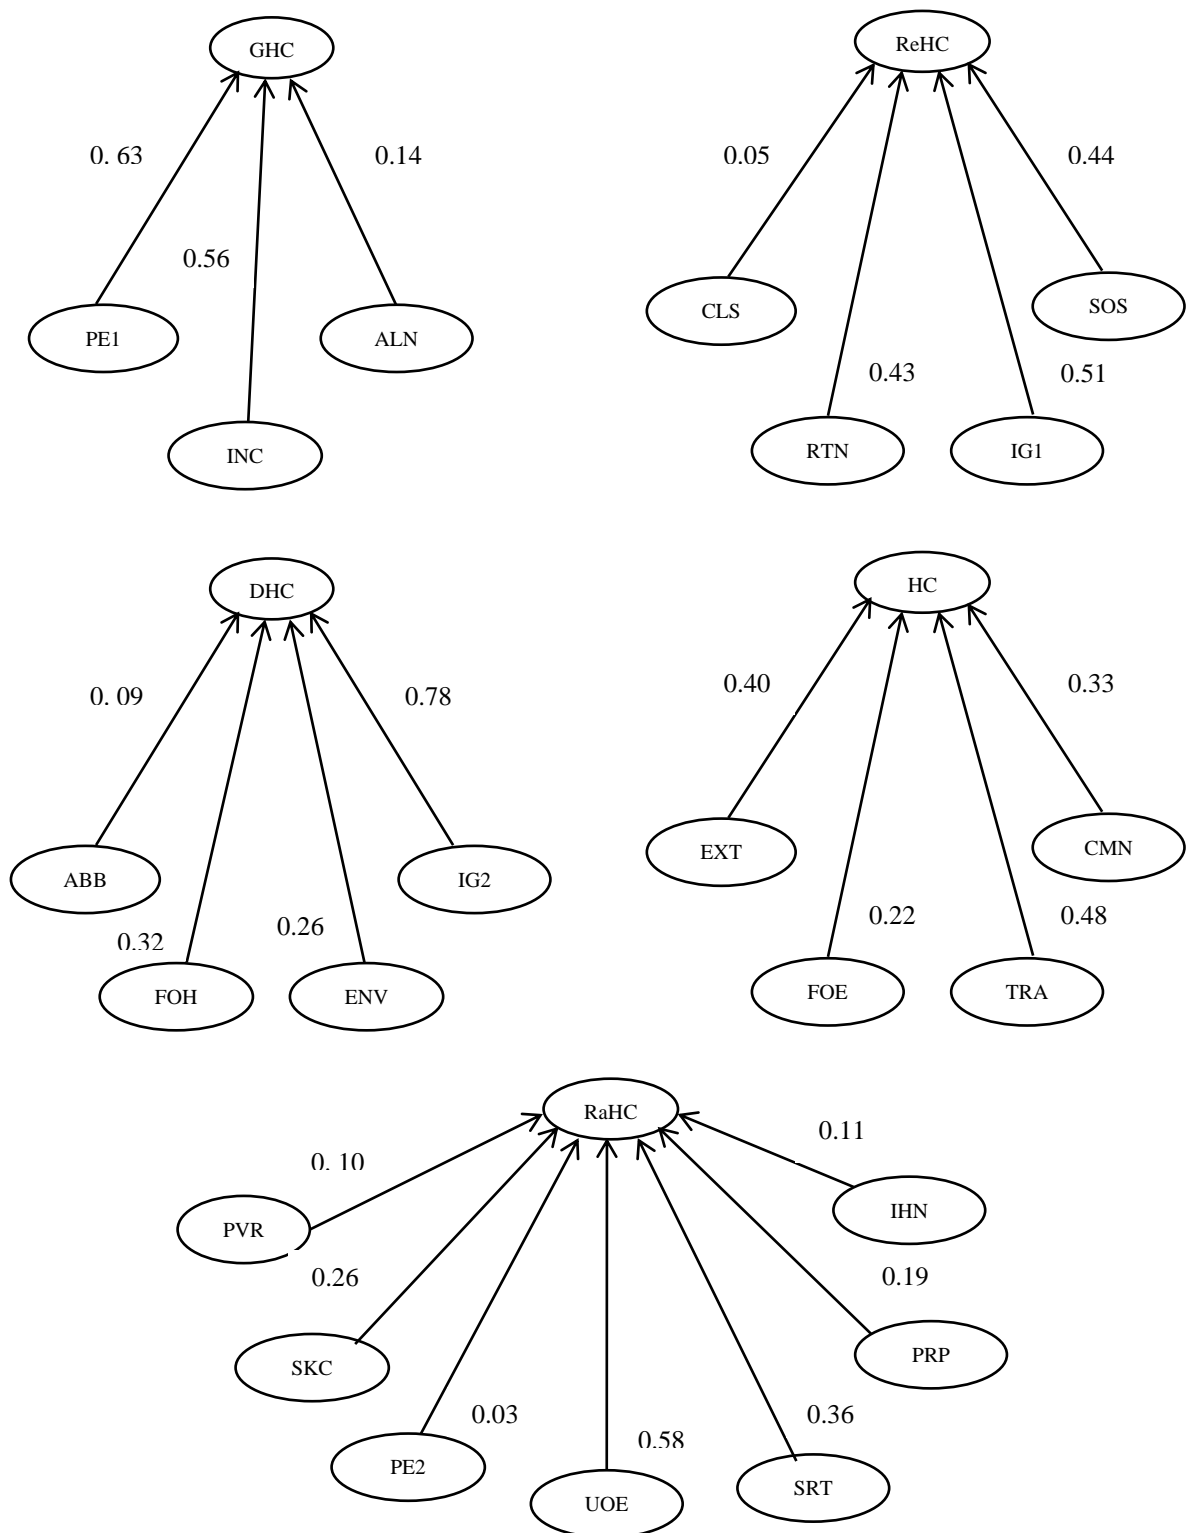 GHC
0. 63
0.14
0.56
PE1
ALN
INC
ReHC
0.05
0.44
CLS
SOS
0.43
0.51
RTN
IG1
DHC
0. 09
0.78
ABB
IG2
0.32
0.26
FOH
ENV
HC
0.40
0.33
EXT
CMN
0.22
0.48
FOE
TRA
RaHC
0.11
0. 10
IHN
PVR
0.26
0.19
PRP
SKC
0.03
0.36
0.58
PE2
SRT
UOE